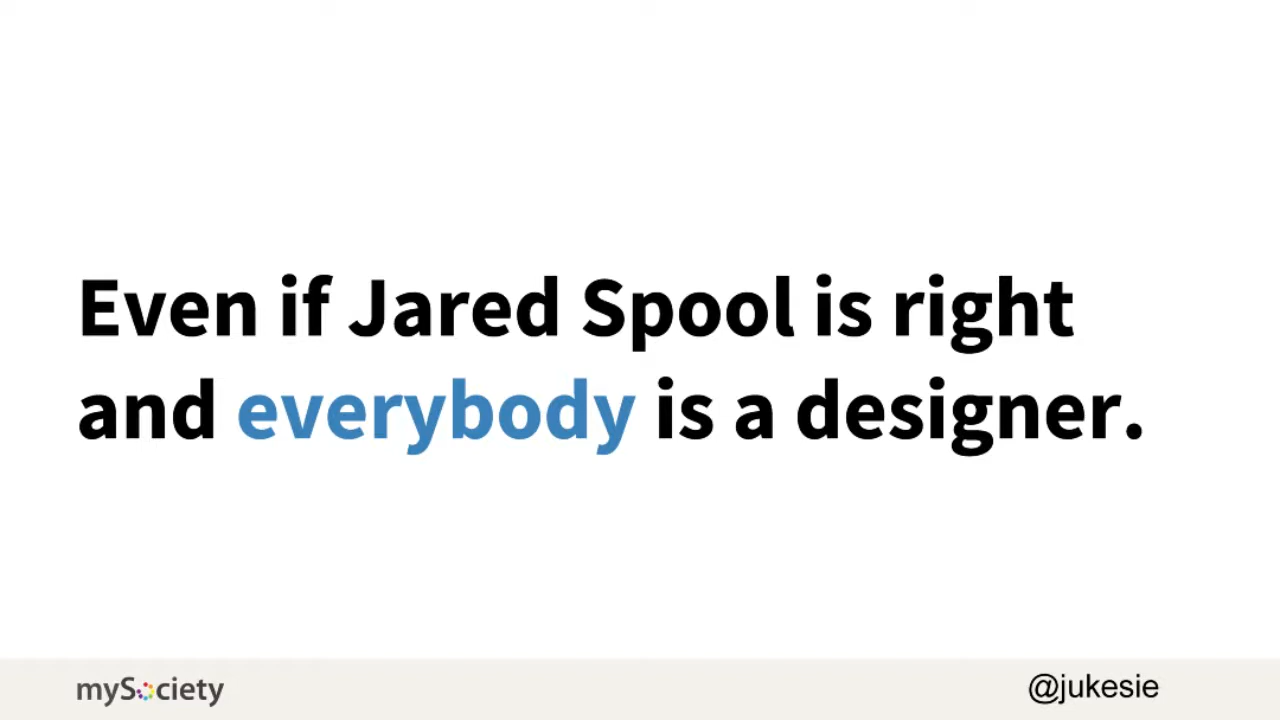 Even if Jared Spool is right
and everybody is a designer.
mySociety
@jukesie